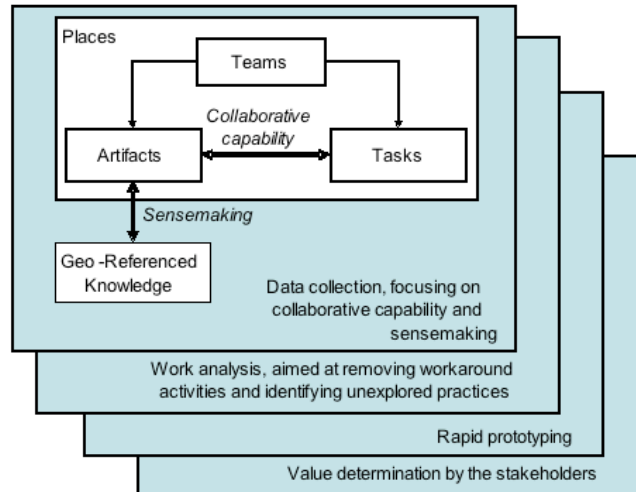 Places
Teams
Collaborative
capability
Artifacts
Tasks
Sensemaking
Geo -Referenced
Knowledge
Data collection, focusing on
collaborative capability and
sensemaking
Work analysis, aimed at removing workaround
activities and identifying unexplored practices
Rapid prototyping
Value determination by the stakeholders